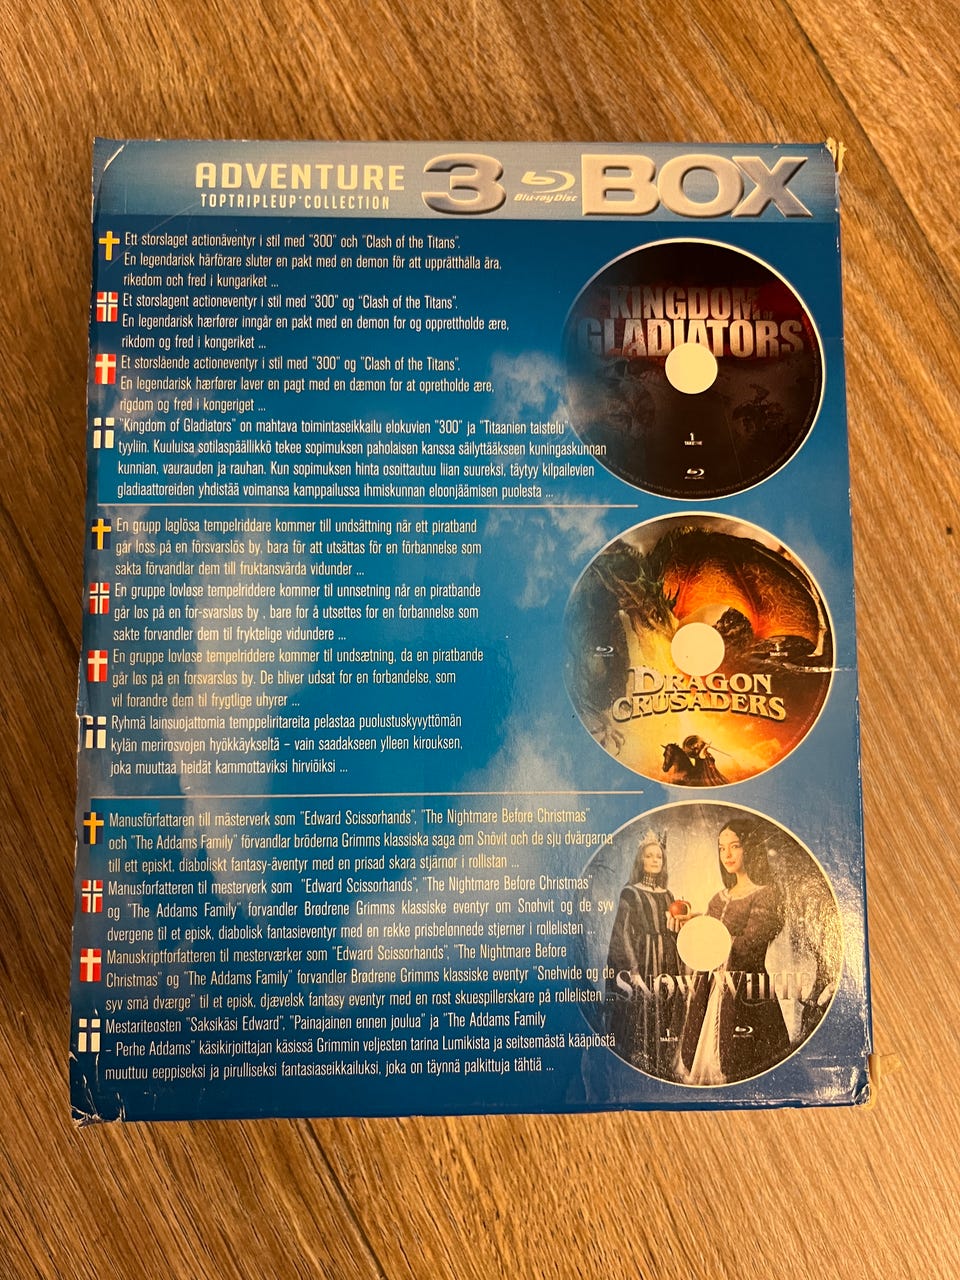 ADVENTURE
TOPTRIPLEUP*COLLECTION
3 Blu-ray Disc BOX
Ett storslaget actionäventyr i stil med "300" och "Clash of the Titans".
En legendarisk härförare sluter en pakt med en demon för att upprätthålla ära,
rikedom och fred i kungariket ...
Et storslagent actioneventyr i stil med "300" og "Clash of the Titans".
En legendarisk hærfører inngår en pakt med en demon for og opprettholde ære,
rikdom og fred i kongeriket ...
Et storslående actioneventyr i stil med "300" og "Clash of the Titans".
En legendarisk hærfører laver en pagt med en dæmon for at opretholde ære,
rigdom og fred i kongeriget ...
"Kingdom of Gladiators" on mahtava toimintaseikkailu elokuvien "300" ja "Titaanien taistelu"
tyyliin. Kuuluisa sotilaspäällikkö tekee sopimuksen paholaisen kanssa säilyttääkseen kuningaskunnan
kunnian, vaurauden ja rauhan. Kun sopimuksen hinta osoittautuu liian suureksi, täytyy kilpailevien
gladiaattoreiden yhdistää voimansa kamppailussa ihmiskunnan eloonjäämisen puolesta ...
KINGDOM OF
GLADIATORS
En grupp laglösa tempelriddare kommer till undsättning när ett piratband
går loss på en försvarslös by, bara för att utsättas för en förbannelse som
sakta förvandlar dem till fruktansvärda vidunder ...
En gruppe lovløse tempelriddere kommer til unnsetning når en piratbande
går løs på en for-svarsløs by , bare for å utsettes for en forbannelse som
sakte forvandler dem til fryktelige vidundere ...
En gruppe lovløse tempelriddere kommer til undsætning, da en piratbande
går løs på en forsvarsløs by. De bliver udsat for en forbandelse, som
vil forandre dem til frygtlige uhyrer ...
Ryhmä lainsuojattomia temppeliritareita pelastaa puolustuskyvyttömän
kylän merirosvojen hyökkäykseltä – vain saadakseen ylleen kirouksen,
joka muuttaa heidät kammottaviksi hirviöiksi ...
DRAGON
CRUSADERS
Manusförfattaren till mästerverk som "Edward Scissorhands", "The Nightmare Before Christmas"
och "The Addams Family" förvandlar bröderna Grimms klassiska saga om Snövit och de sju dvärgarna
till ett episkt, diaboliskt fantasy-äventyr med en prisad skara stjärnor i rollistan ...
Manusforfatteren til mesterverk som "Edward Scissorhands", "The Nightmare Before Christmas"
og "The Addams Family" forvandler Brødrene Grimms klassiske eventyr om Snøhvit og de syv
dvergene til et episk, diabolisk fantasieventyr med en rekke prisbelønnede stjerner i rollelisten ...
Manuskriptforfatteren til mesterværker som "Edward Scissorhands", "The Nightmare Before
Christmas" og "The Addams Family" forvandler Brødrene Grimms klassiske eventyr "Snehvide og de
syv små dværge" til et episk, djævelsk fantasy eventyr med en rost skuespillerskare på rollelisten ...
Mestariteosten "Saksikäsi Edward", "Painajainen ennen joulua" ja "The Addams Family
– Perhe Addams" käsikirjoittajan käsissä Grimmin veljesten tarina Lumikista ja seitsemästä kääpiöstä
muuttuu eeppiseksi ja pirulliseksi fantasiaseikkailuksi, joka on täynnä palkittuja tähtiä ...
SNOW WHITE